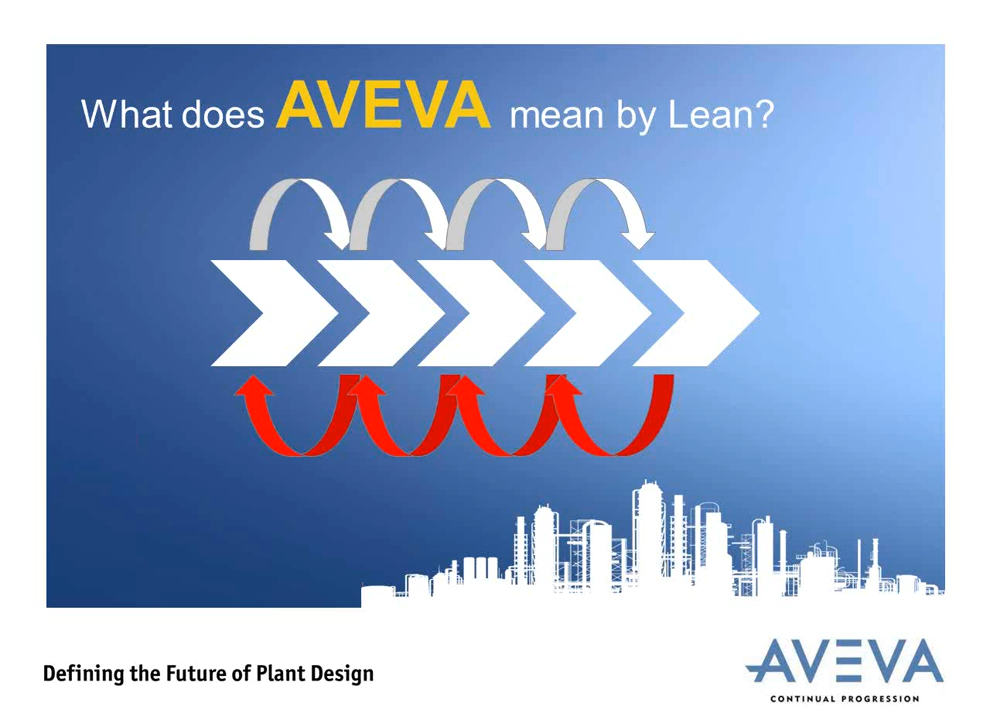 What does AVEVA mean by Lean?
Defining the Future of Plant Design
AVEVA
CONTINUAL PROGRESSION